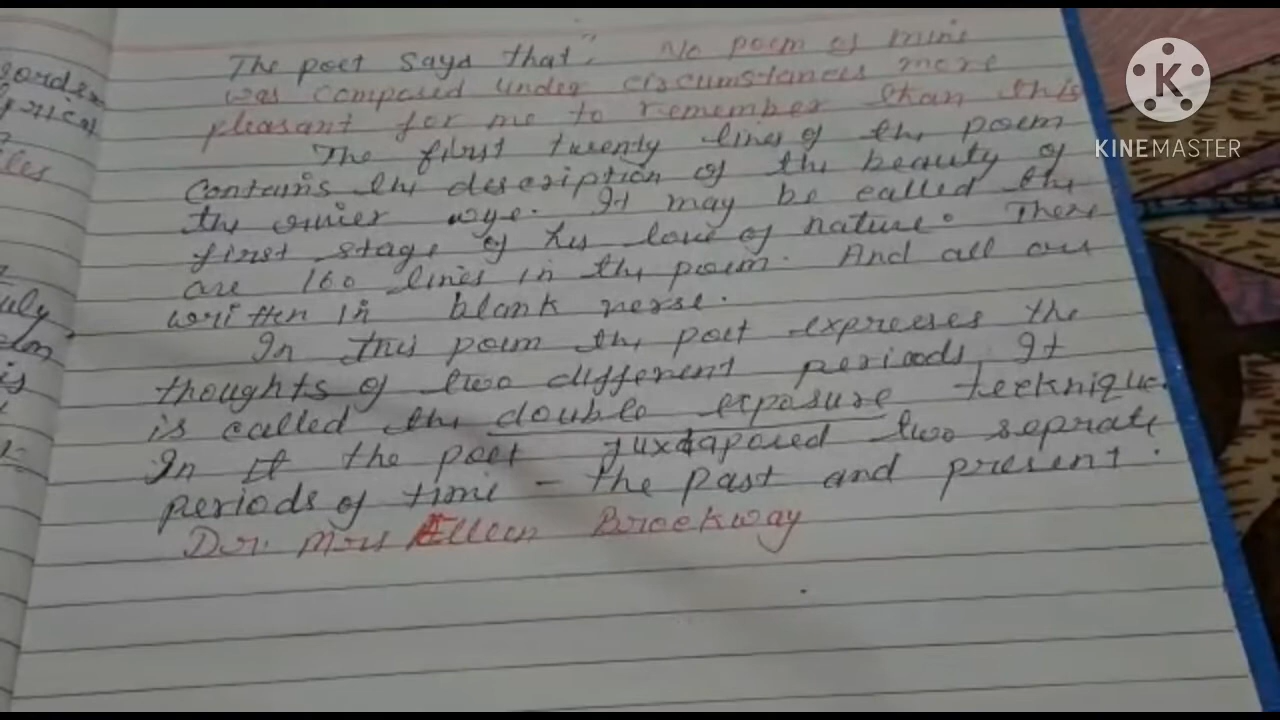 The poet says that, " No poem of mine
was composed under circumstances more
pleasant for me to remember than this
The first twenty lines of the poem
contains the description of the beauty of
the wye. It may be called the
first stage of his love of nature. There
are 160 lines in the poem. And all are
written in blank verse.
In this poem the poet expresses the
thoughts of two different periods, It
is called the double exposure technique.
In it the poet juxtaposed two seprate
periods of time - the past and present.
Dr. Mrs Elleen Brockway
KINEMASTER